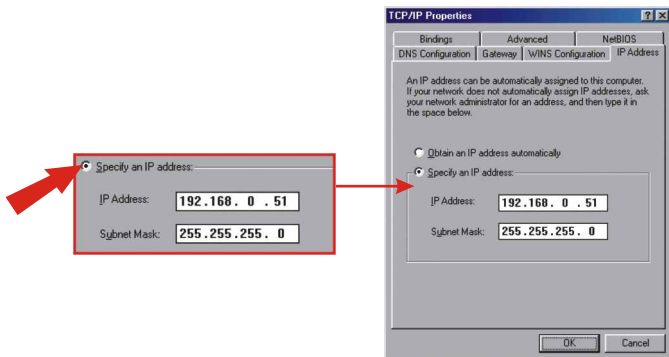 Specify an IP address:
IP Address: 192.168. 0 .51
Subnet Mask: 255.255.255. 0
TCP/IP Properties
Bindings Advanced NetBIOS
DNS Configuration Gateway WINS Configuration IP Address
An IP address can be automatically assigned to this computer.
If your network does not automatically assign IP addresses, ask
your network administrator for an address, and then type it in
the space below.
Obtain an IP address automatically
Specify an IP address:
IP Address: 192.168. 0 .51
Subnet Mask: 255.255.255. 0
OK Cancel